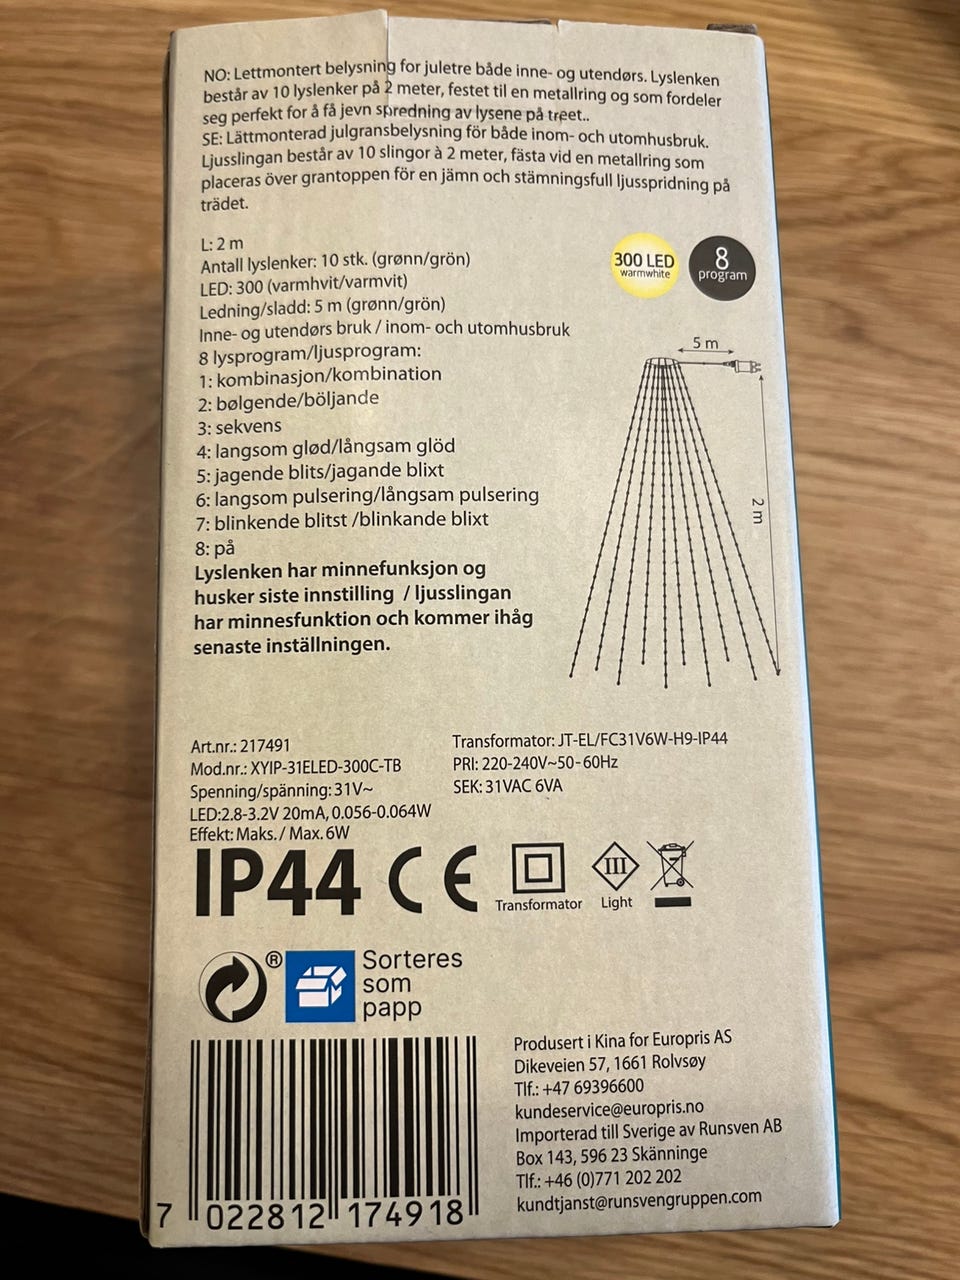 NO: Lettmontert belysning for juletre både inne- og utendørs. Lyslenken
består av 10 lyslenker på 2 meter, festet til en metallring og som fordeler
seg perfekt for å få jevn spredning av lysene på treet..
SE: Lättmonterad julgransbelysning för både inom- och utomhusbruk.
Ljusslingan består av 10 slingor à 2 meter, fästa vid en metallring som
placeras över grantoppen för en jämn och stämningsfull ljusspridning på
trädet.
L: 2 m
Antall lyslenker: 10 stk. (grønn/grön)
LED: 300 (varmhvit/varmvit)
Ledning/sladd: 5 m (grønn/grön)
Inne- og utendørs bruk / inom- och utomhusbruk
8 lysprogram/ljusprogram:
1: kombinasjon/kombination
2: bølgende/böljande
3: sekvens
4: langsom glød/långsam glöd
5: jagende blits/jagande blixt
6: langsom pulsering/långsam pulsering
7: blinkende blitst /blinkande blixt
8: på
Lyslenken har minnefunksjon og
husker siste innstilling / ljusslingan
har minnesfunktion och kommer ihåg
senaste inställningen.
300 LED
warmwhite
8
program
5 m
2 m
Art.nr.: 217491
Mod.nr.: XYIP-31ELED-300C-TB
Spenning/spänning: 31V~
LED:2.8-3.2V 20mA, 0.056-0.064W
Effekt: Maks. / Max. 6W
Transformator: JT-EL/FC31V6W-H9-IP44
PRI: 220-240V~50-60Hz
SEK: 31VAC 6VA
IP44 CE
III
Transformator Light
®
Sorteres
som
papp
7 022812 174918
Produsert i Kina for Europris AS
Dikeveien 57, 1661 Rolvsøy
Tlf.: +47 69396600
kundeservice@europris.no
Importerad till Sverige av Runsven AB
Box 143, 596 23 Skänninge
Tlf.: +46 (0)771 202 202
kundtjanst@runsvengruppen.com